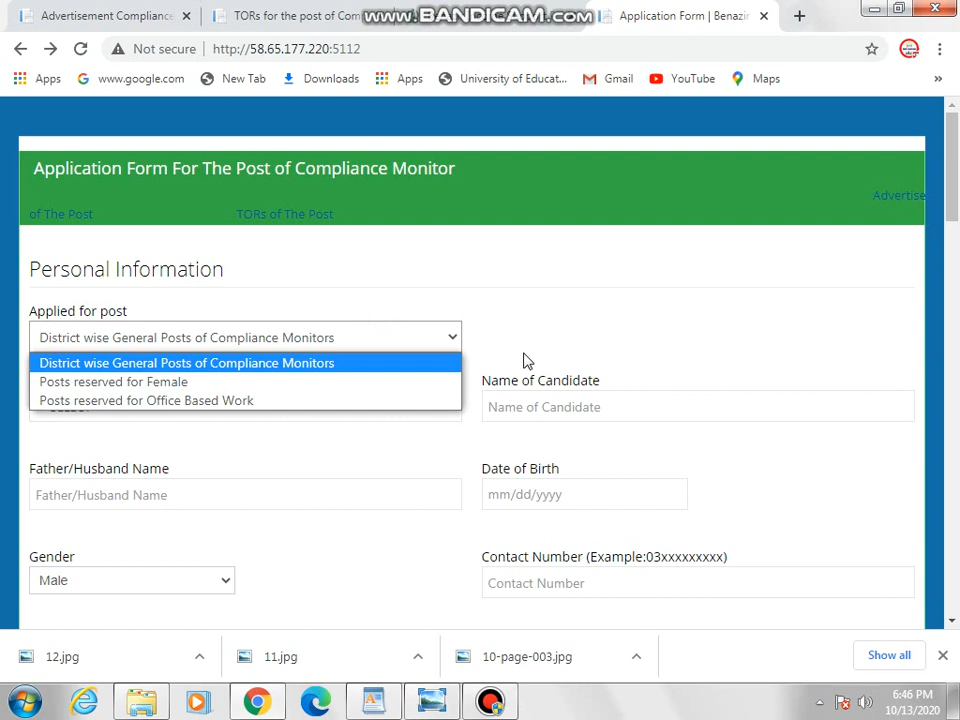 Advertisement Compliance
TORs for the post of Com
www.BANDICAM.com
Application Form | Benazir
Not secure
http://58.65.177.220:5112
Apps
www.google.com
New Tab
Downloads
Apps
University of Educat...
Gmail
YouTube
Maps
»
Application Form For The Post of Compliance Monitor
Advertise
of The Post
TORs of The Post
Personal Information
Applied for post
District wise General Posts of Compliance Monitors
District wise General Posts of Compliance Monitors
Posts reserved for Female
Posts reserved for Office Based Work
Name of Candidate
Name of Candidate
Father/Husband Name
Father/Husband Name
Date of Birth
mm/dd/yyyy
Gender
Male
Contact Number (Example:03xxxxxxxxx)
Contact Number
12.jpg
11.jpg
10-page-003.jpg
Show all
6:46 PM
10/13/2020